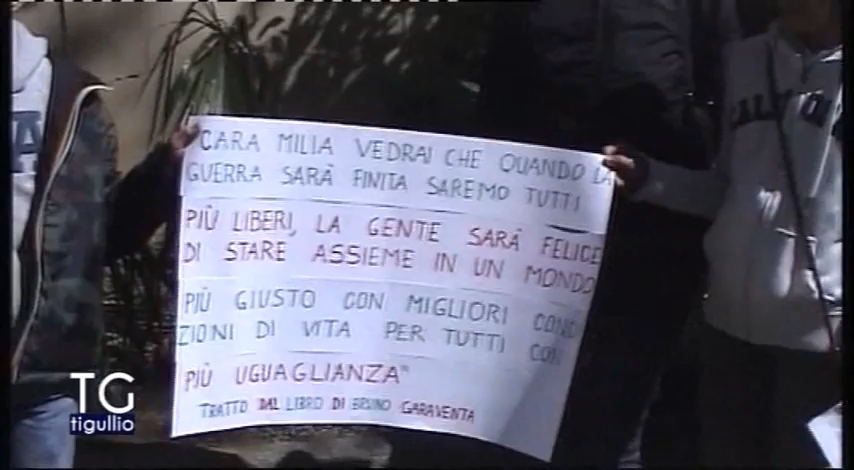 CARA MILIA VEDRAI CHE QUANDO LA
GUERRA SARÀ FINITA SAREMO TUTTI
PIÙ LIBERI, LA GENTE SARÀ FELICE
DI STARE ASSIEME IN UN MONDO
PIÙ GIUSTO CON MIGLIORI CONDI
ZIONI DI VITA PER TUTTI CON
PIÙ UGUAGLIANZA"
TRATTO DAL LIBRO DI GARAVENTA
TG
tigullio